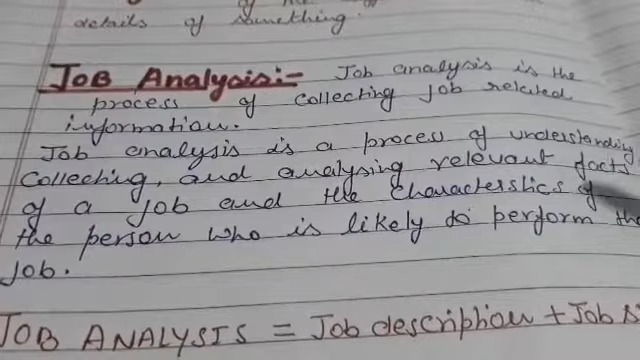 details of something.
Job Analysis:- Job analysis is the
process of collecting job related
information.
Job analysis is a process of understanding
collecting, and analysing relevant facts
of a job and the characterstics of
the person who is likely to perform the
job.
JOB ANALYSIS = Job description + Job